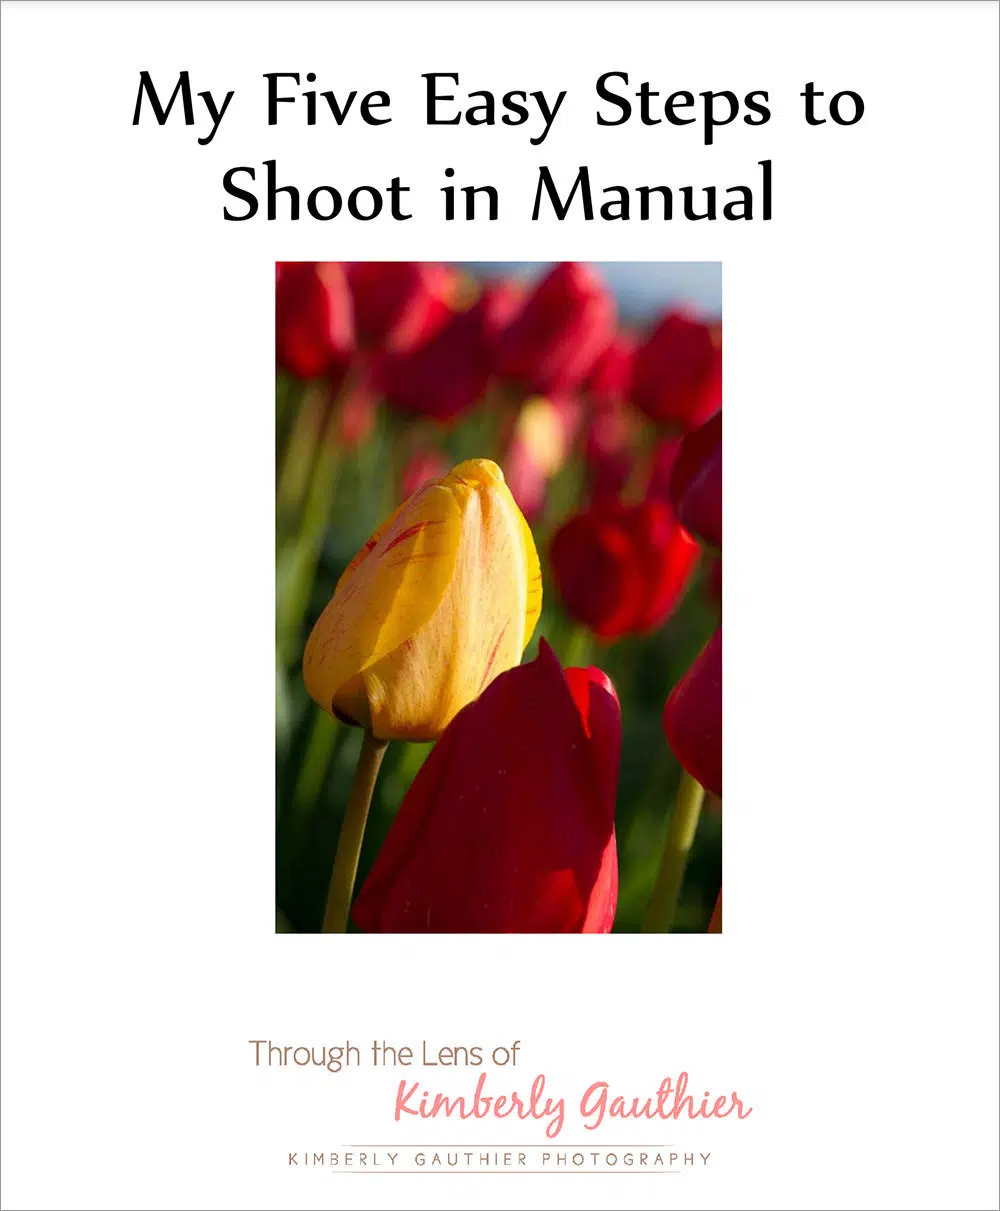 My Five Easy Steps to
Shoot in Manual
Through the Lens of
Kimberly Gauthier
KIMBERLY GAUTHIER PHOTOGRAPHY